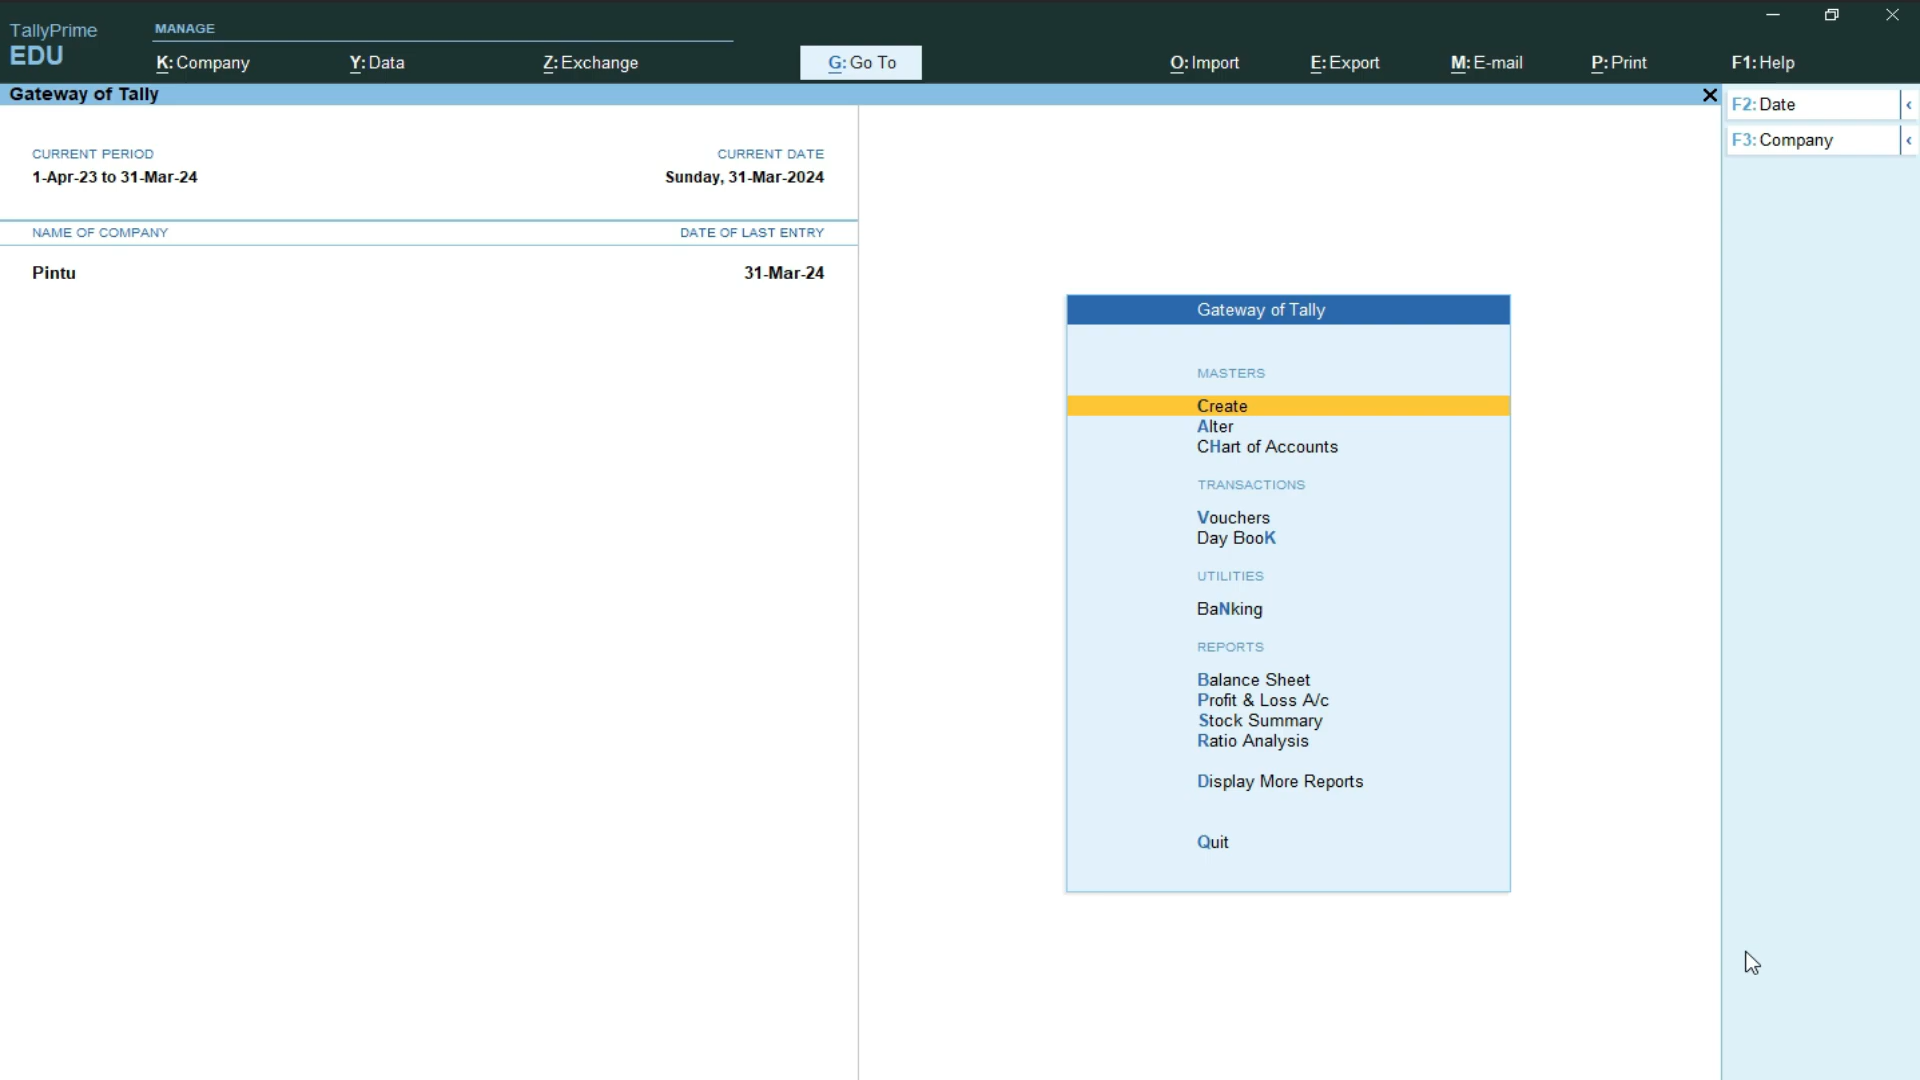 TallyPrime
EDU
MANAGE
K: Company
Y: Data
Z: Exchange
G: Go To
O: Import
E: Export
M: E-mail
P: Print
F1: Help
Gateway of Tally
F2: Date
F3: Company
CURRENT PERIOD
CURRENT DATE
1-Apr-23 to 31-Mar-24
Sunday, 31-Mar-2024
NAME OF COMPANY
DATE OF LAST ENTRY
Pintu
31-Mar-24
Gateway of Tally
MASTERS
Create
Alter
CHart of Accounts
TRANSACTIONS
Vouchers
Day BooK
UTILITIES
BaNking
REPORTS
Balance Sheet
Profit & Loss A/c
Stock Summary
Ratio Analysis
Display More Reports
Quit